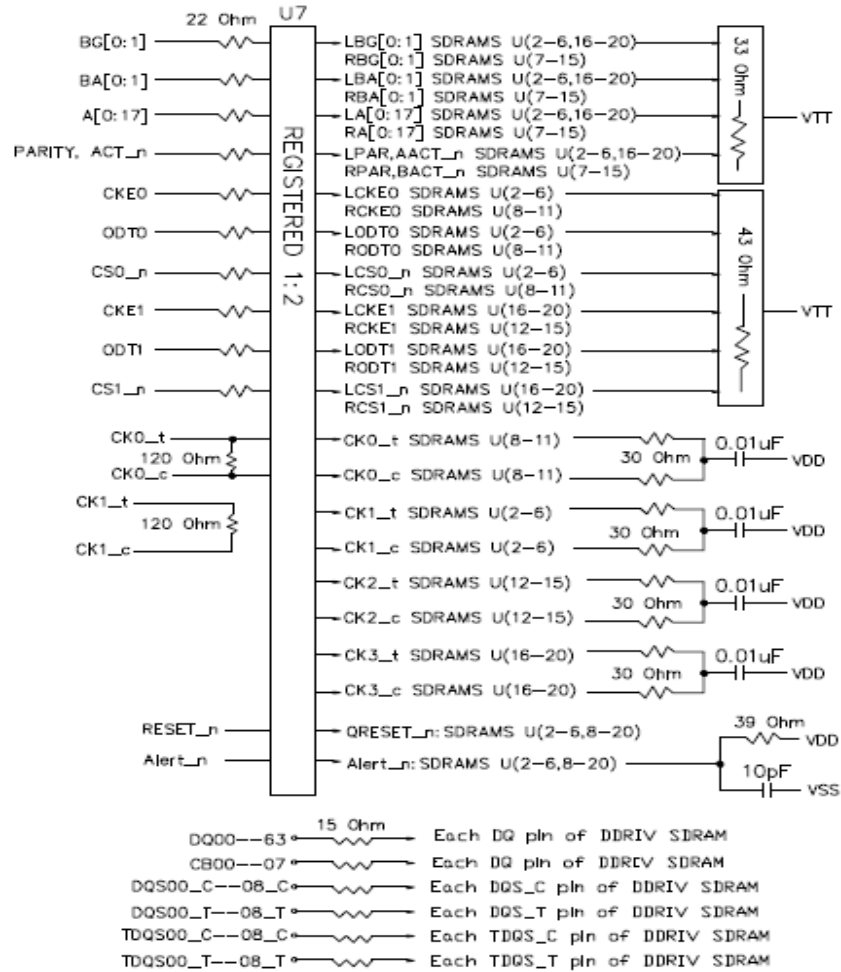 22 Ohm U7
BG[0:1] LBG[0:1] SDRAMS U(2-6,16-20)
RBG[0:1] SDRAMS U(7-15)
BA[0:1] LBA[0:1] SDRAMS U(2-6,16-20)
RBA[0:1] SDRAMS U(7-15)
A[0:17] LA[0:17] SDRAMS U(2-6,16-20)
RA[0:17] SDRAMS U(7-15)
PARITY, ACT_n LPAR,AACT_n SDRAMS U(2-6,16-20)
RPAR,BACT_n SDRAMS U(7-15)
33 Ohm VTT
REGISTERED 1:2
CKE0 LCKE0 SDRAMS U(2-6)
RCKE0 SDRAMS U(8-11)
ODT0 LODT0 SDRAMS U(2-6)
RODT0 SDRAMS U(8-11)
CS0_n LCS0_n SDRAMS U(2-6)
RCS0_n SDRAMS U(8-11)
CKE1 LCKE1 SDRAMS U(16-20)
RCKE1 SDRAMS U(12-15)
ODT1 LODT1 SDRAMS U(16-20)
RODT1 SDRAMS U(12-15)
CS1_n LCS1_n SDRAMS U(16-20)
RCS1_n SDRAMS U(12-15)
43 Ohm VTT
CK0_t CK0_t SDRAMS U(8-11) 0.01uF
120 Ohm 30 Ohm VDD
CK0_c CK0_c SDRAMS U(8-11)
CK1_t CK1_t SDRAMS U(2-6) 0.01uF
120 Ohm 30 Ohm VDD
CK1_c CK1_c SDRAMS U(2-6)
CK2_t SDRAMS U(12-15) 0.01uF
30 Ohm VDD
CK2_c SDRAMS U(12-15)
CK3_t SDRAMS U(16-20) 0.01uF
30 Ohm VDD
CK3_c SDRAMS U(16-20)
RESET_n QRESET_n: SDRAMS U(2-6,8-20) 39 Ohm VDD
Alert_n Alert_n: SDRAMS U(2-6,8-20) 10pF VSS
15 Ohm
DQ00--63 Each DQ pin of DDRIV SDRAM
CB00--07 Each DQ pin of DDRIV SDRAM
DQS00_C--08_C Each DQS_C pin of DDRIV SDRAM
DQS00_T--08_T Each DQS_T pin of DDRIV SDRAM
TDQS00_C--08_C Each TDQS_C pin of DDRIV SDRAM
TDQS00_T--08_T Each TDQS_T pin of DDRIV SDRAM